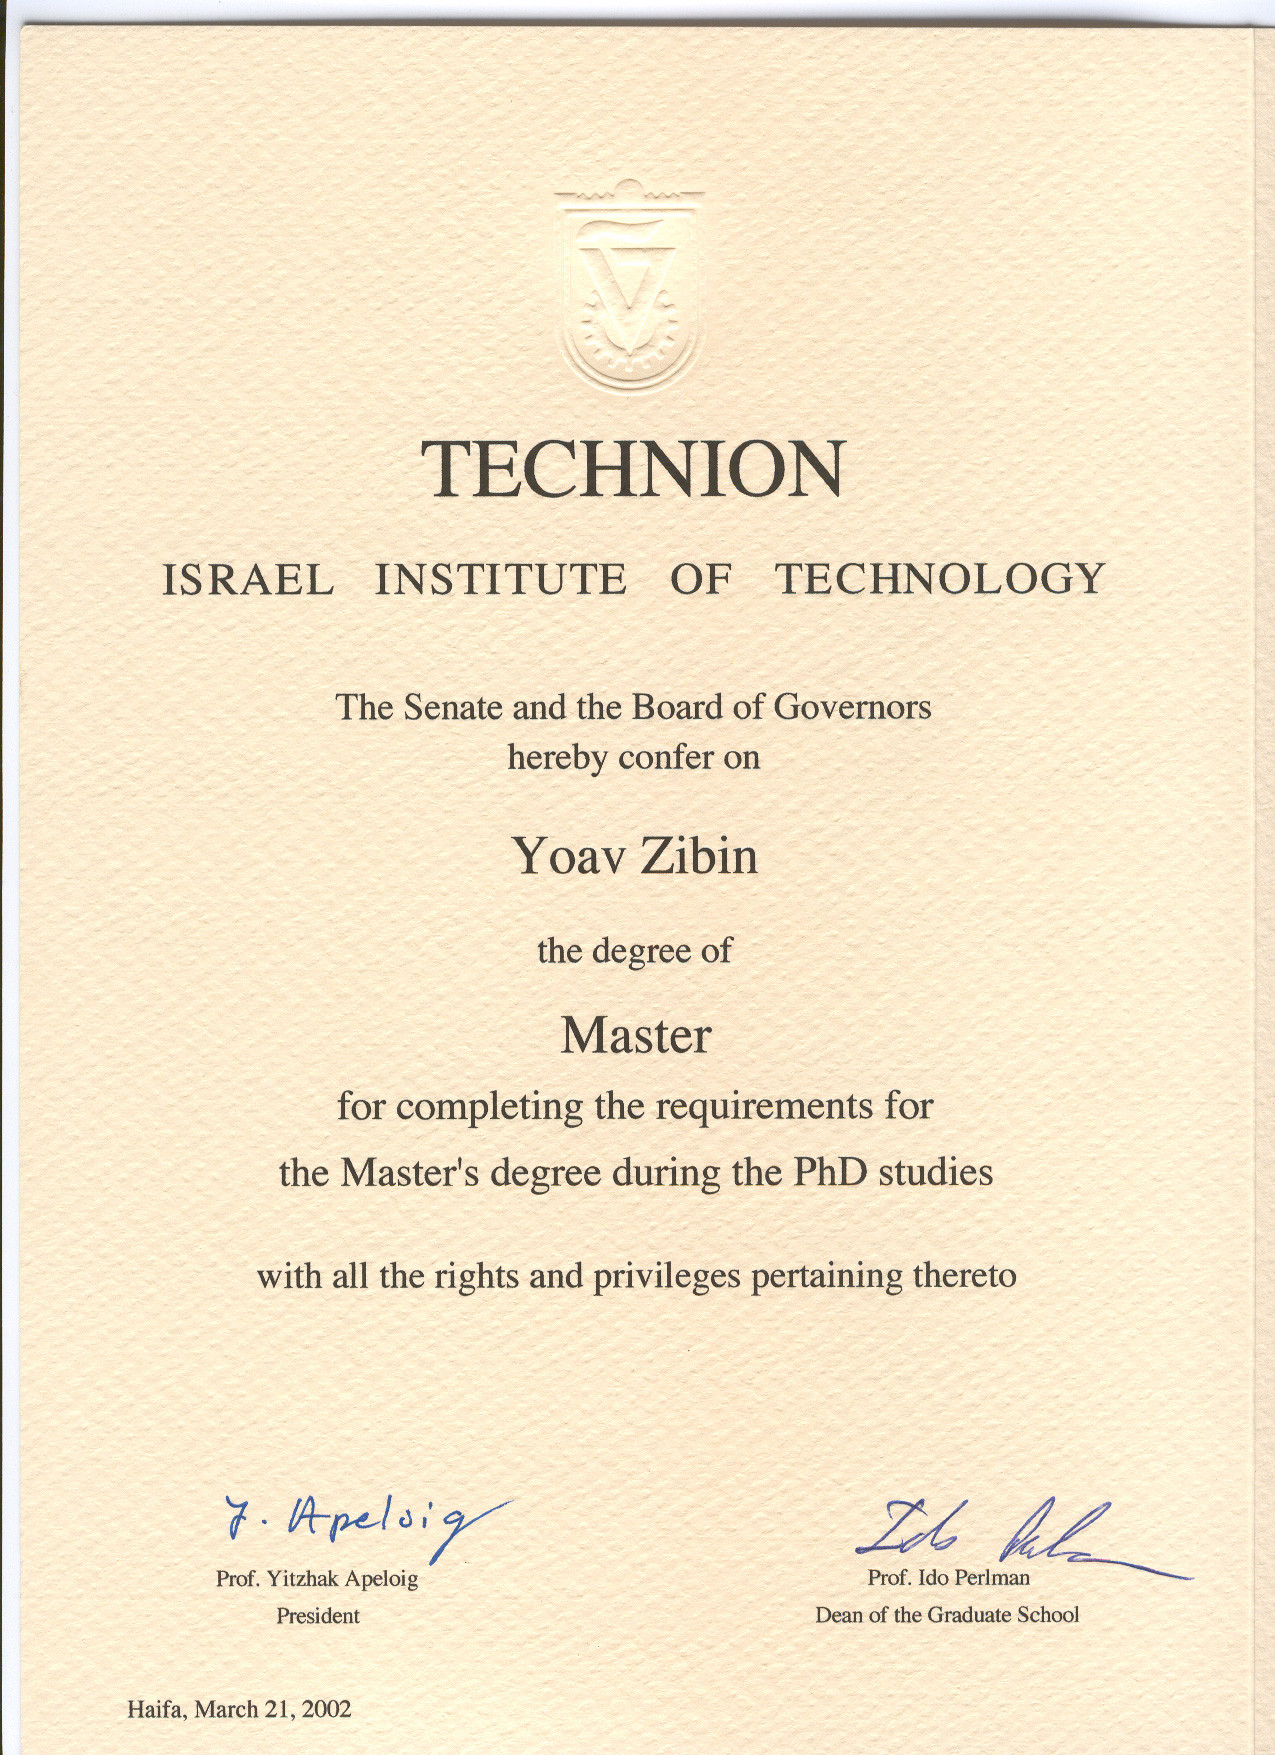 TECHNION
ISRAEL INSTITUTE OF TECHNOLOGY
The Senate and the Board of Governors
hereby confer on
Yoav Zibin
the degree of
Master
for completing the requirements for
the Master's degree during the PhD studies
with all the rights and privileges pertaining thereto
Y. Apeloig
Ido Perlman
Prof. Yitzhak Apeloig
Prof. Ido Perlman
President
Dean of the Graduate School
Haifa, March 21, 2002